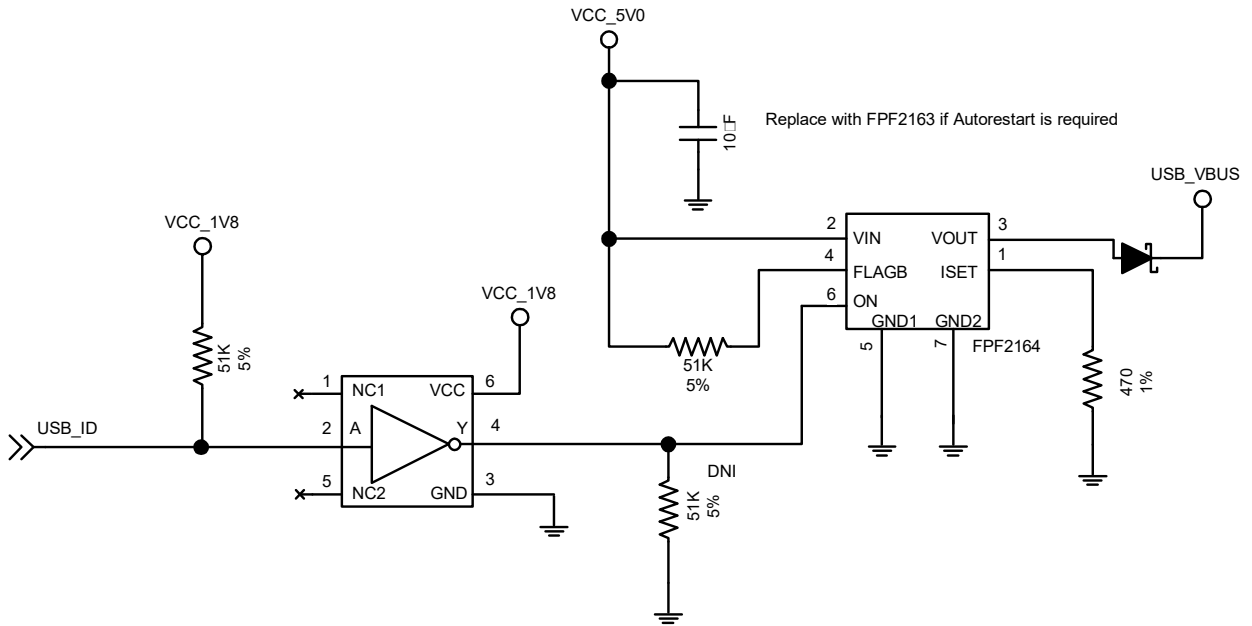 VCC_5V0
10□F
Replace with FPF2163 if Autorestart is required
USB_VBUS
VCC_1V8
2
VIN
VOUT
3
4
FLAGB
ISET
1
6
ON
GND1
GND2
5
7
FPF2164
VCC_1V8
51K
5%
51K
5%
470
1%
1
NC1
VCC
6
USB_ID
2
A
Y
4
5
NC2
GND
3
DNI
51K
5%